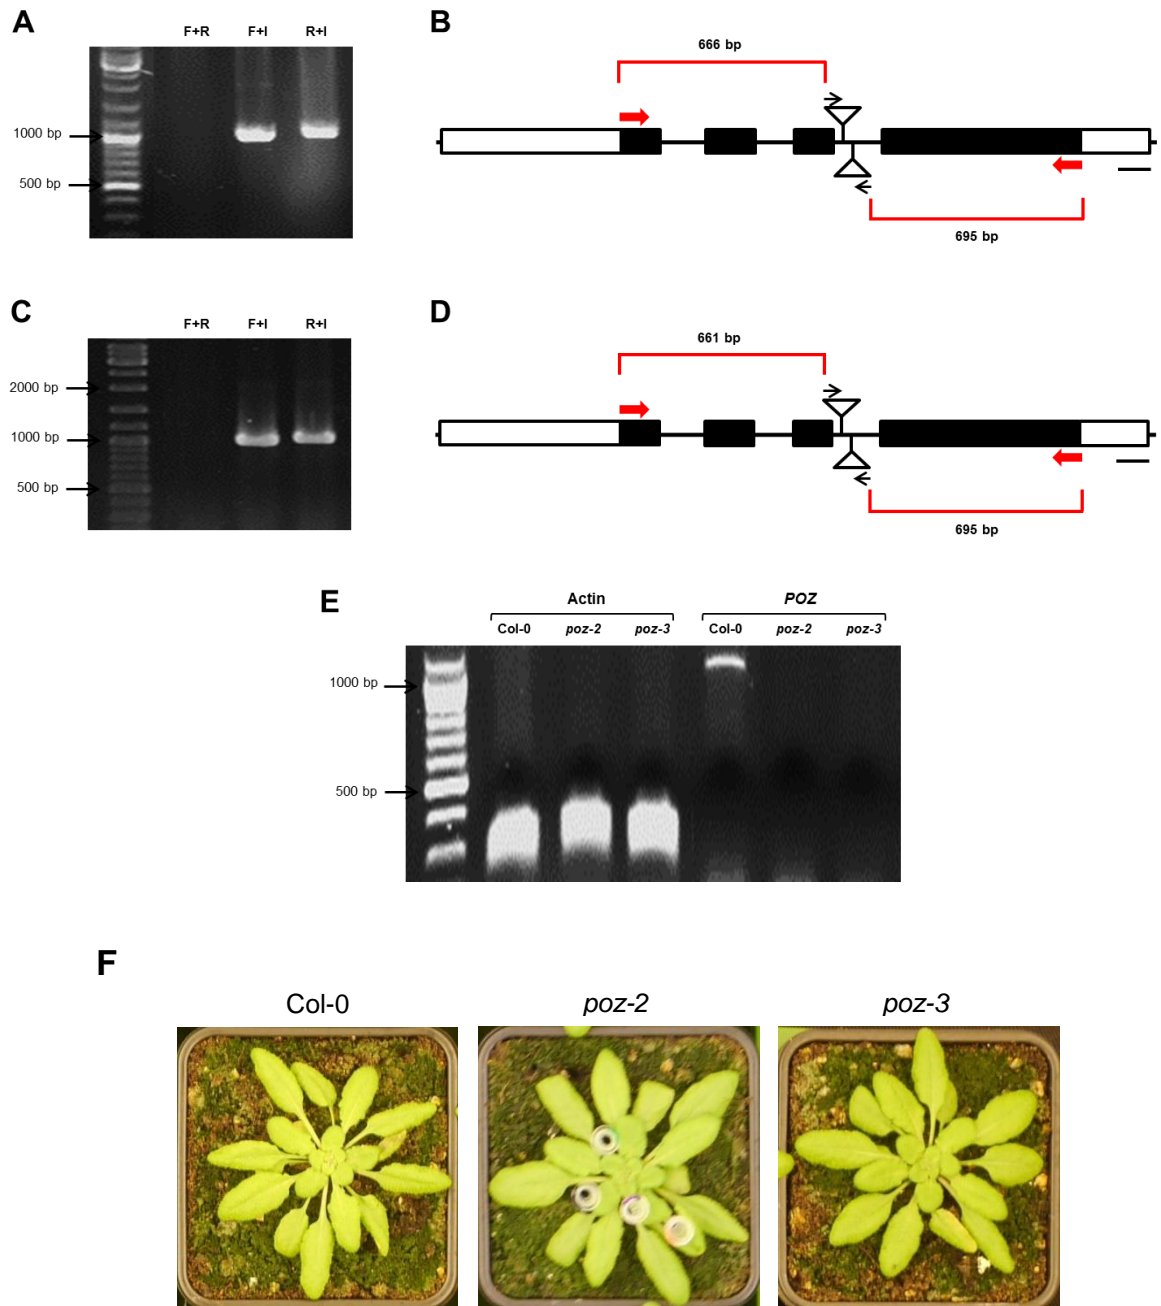 A
F+R F+I R+I
1000 bp
500 bp
B
666 bp
695 bp
C
F+R F+I R+I
2000 bp
1000 bp
500 bp
D
661 bp
695 bp
E
Actin POZ
Col-0 poz-2 poz-3 Col-0 poz-2 poz-3
1000 bp
500 bp
F
Col-0 poz-2 poz-3